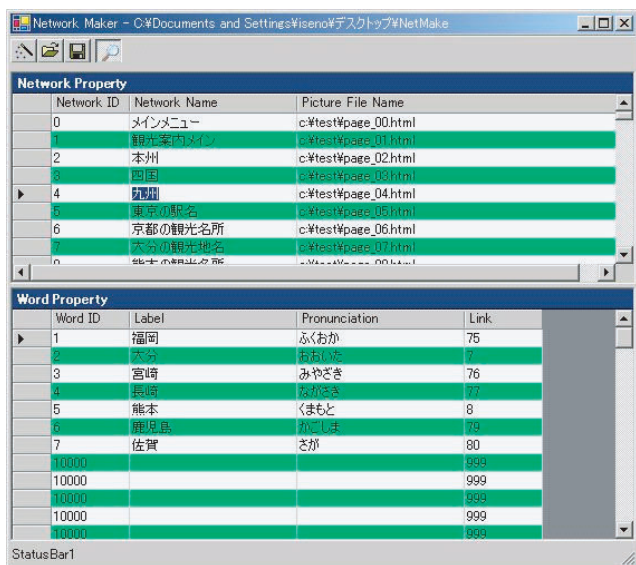 Network Maker - C:¥Documents and Settings¥iseno¥デスクトップ¥NetMake
Network Property
Network ID Network Name Picture File Name
0 メインメニュー c:¥test¥page_00.html
1 観光案内メイン c:¥test¥page_01.html
2 本州 c:¥test¥page_02.html
3 四国 c:¥test¥page_03.html
4 九州 c:¥test¥page_04.html
5 東京の駅名 c:¥test¥page_05.html
6 京都の観光名所 c:¥test¥page_06.html
7 大分の観光地名 c:¥test¥page_07.html
Word Property
Word ID Label Pronunciation Link
1 福岡 ふくおか 75
2 大分 おおいた 7
3 宮崎 みやざき 76
4 長崎 ながさき 77
5 熊本 くまもと 8
6 鹿児島 かごしま 79
7 佐賀 さが 80
10000 999
10000 999
10000 999
10000 999
10000 999
StatusBar1